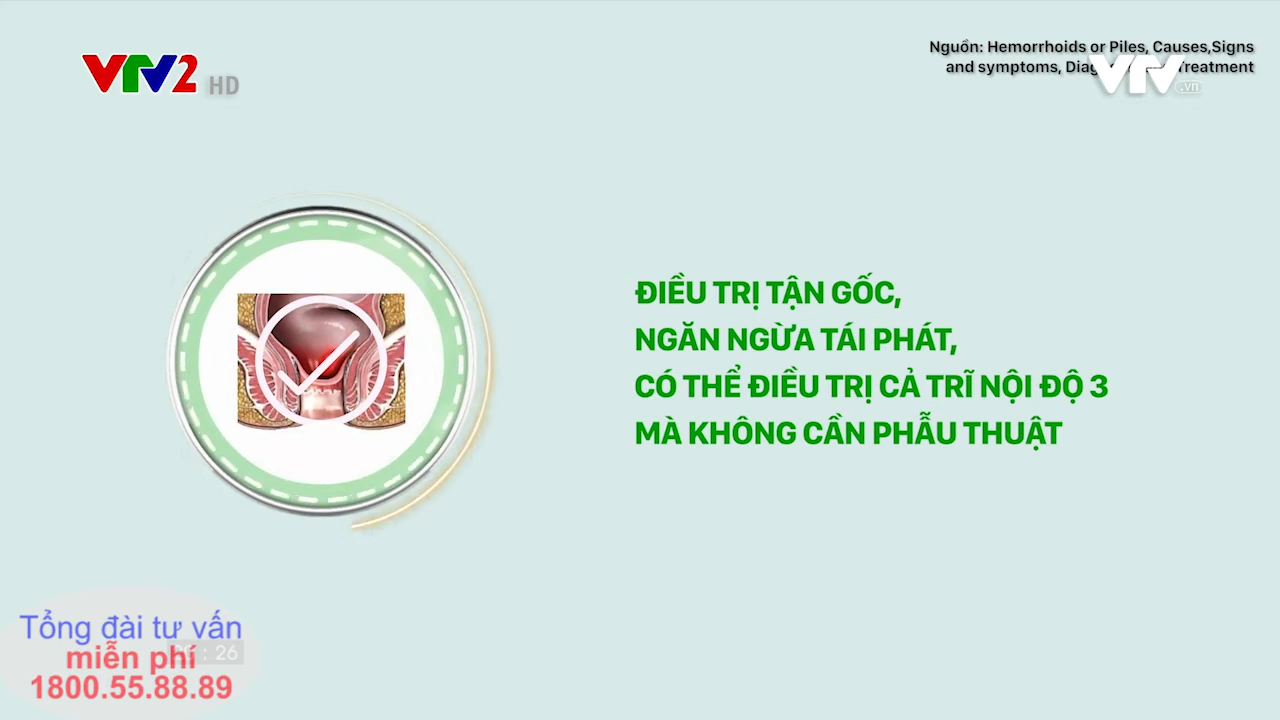 VTV2 HD
Nguồn: Hemorrhoids or Piles, Causes,Signs
and symptoms, Treatment
VTV.vn
ĐIỀU TRỊ TẬN GỐC,
NGĂN NGỪA TÁI PHÁT,
CÓ THỂ ĐIỀU TRỊ CẢ TRĨ NỘI ĐỘ 3
MÀ KHÔNG CẦN PHẪU THUẬT
Tổng đài tư vấn
miễn phí
: 26
1800.55.88.89